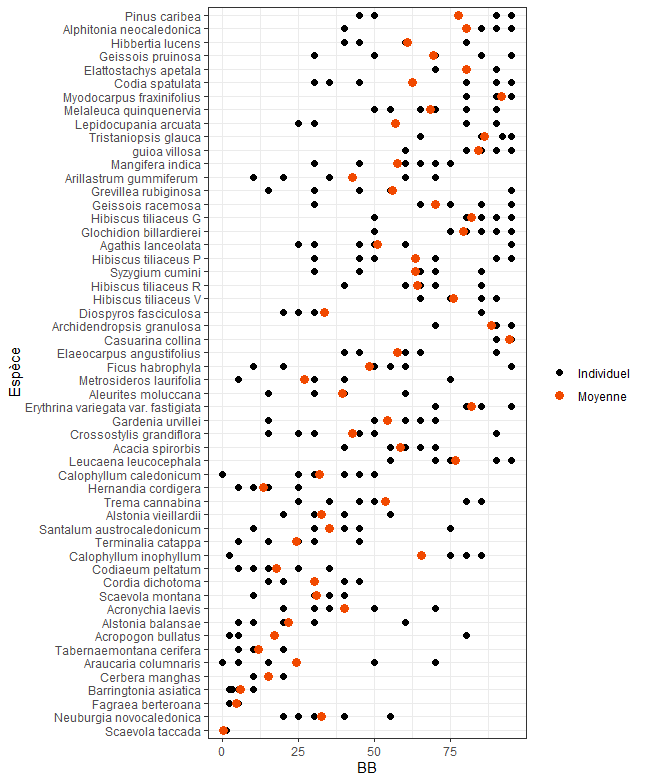 Pinus caribea
Alphitonia neocaledonica
Hibbertia lucens
Geissois pruinosa
Elattostachys apetala
Codia spatulata
Myodocarpus fraxinifolius
Melaleuca quinquenervia
Lepidocupania arcuata
Tristaniopsis glauca
guioa villosa
Mangifera indica
Arillastrum gummiferum
Grevillea rubiginosa
Geissois racemosa
Hibiscus tiliaceus G
Glochidion billardierei
Agathis lanceolata
Hibiscus tiliaceus P
Syzygium cumini
Hibiscus tiliaceus R
Hibiscus tiliaceus V
Diospyros fasciculosa
Archidendropsis granulosa
Casuarina collina
Elaeocarpus angustifolius
Ficus habrophyla
Metrosideros laurifolia
Aleurites moluccana
Erythrina variegata var. fastigiata
Gardenia urvillei
Crossostylis grandiflora
Acacia spirorbis
Leucaena leucocephala
Calophyllum caledonicum
Hernandia cordigera
Trema cannabina
Alstonia vieillardii
Santalum austrocaledonicum
Terminalia catappa
Calophyllum inophyllum
Codiaeum peltatum
Cordia dichotoma
Scaevola montana
Acronychia laevis
Alstonia balansae
Acropogon bullatus
Tabernaemontana cerifera
Araucaria columnaris
Cerbera manghas
Barringtonia asiatica
Fagraea berteroana
Neuburgia novocaledonica
Scaevola taccada
Espèce
0 25 50 75
BB
Individuel
Moyenne